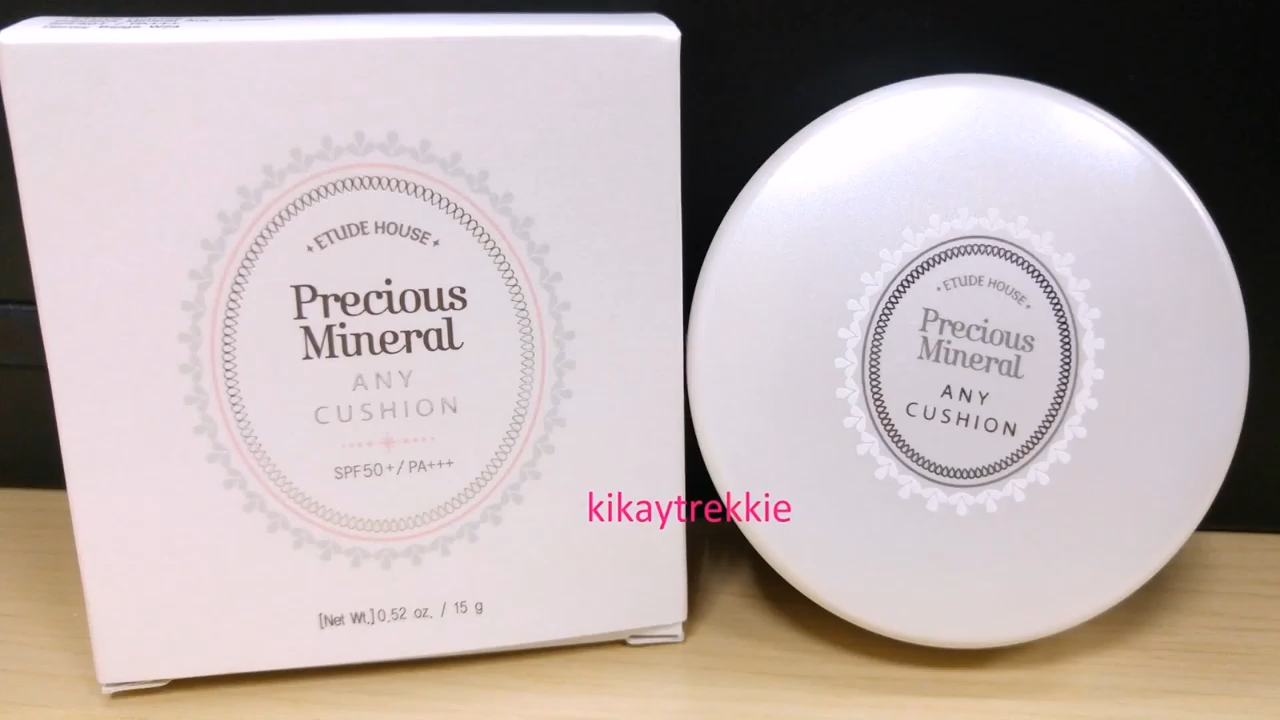 ETUDE HOUSE
Precious
Mineral
ANY
CUSHION
SPF50+/PA+++
[Net Wt.]0.52 oz. / 15 g
ETUDE HOUSE
Precious
Mineral
ANY
CUSHION
kikaytrekkie